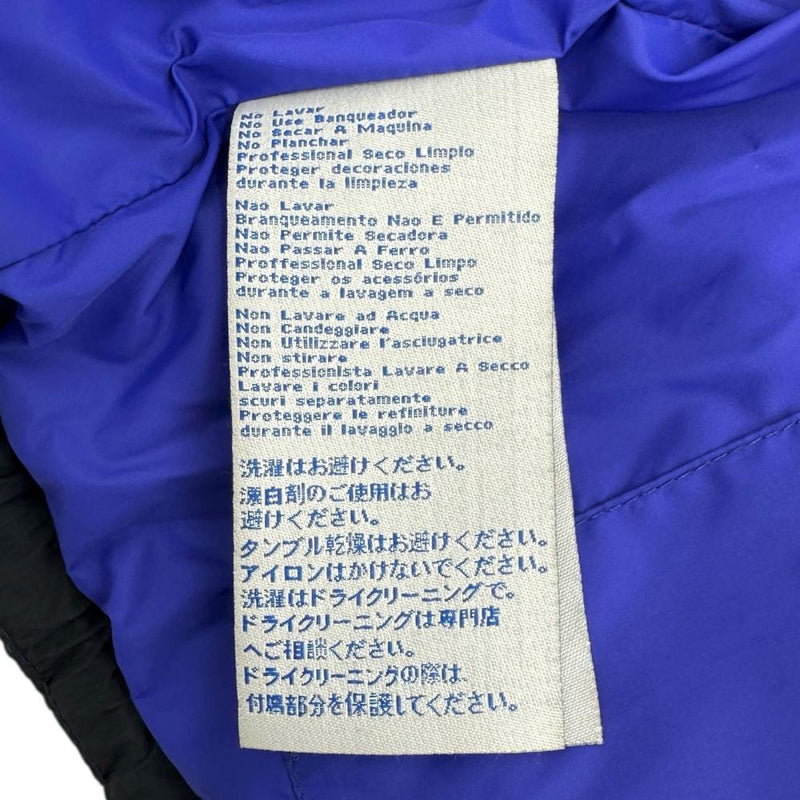 No Lavar
No Use Banqueador
No Secar A Maquina
No Planchar
Professional Seco Limpio
Proteger decoraciones
durante la limpieza
Nao Lavar
Branqueamento Nao E Permitido
Nao Permite Secadora
Nao Passar A Ferro
Proffessional Seco Limpo
Proteger os acessórios
durante a lavagem a seco
Non Lavare ad Acqua
Non Candeggiare
Non Utilizzare l'asciugatrice
Non stirare
Professionista Lavare A Secco
Lavare i colori
scuri separatamente
Proteggere le refiniture
durante il lavaggio a secco
洗濯はお避けください。
漂白剤のご使用はお
避けください。
タンブル乾燥はお避けください。
アイロンはかけないでください。
洗濯はドライクリーニングで。
ドライクリーニングは専門店
へご相談ください。
ドライクリーニングの際は、
付属部分を保護してください。